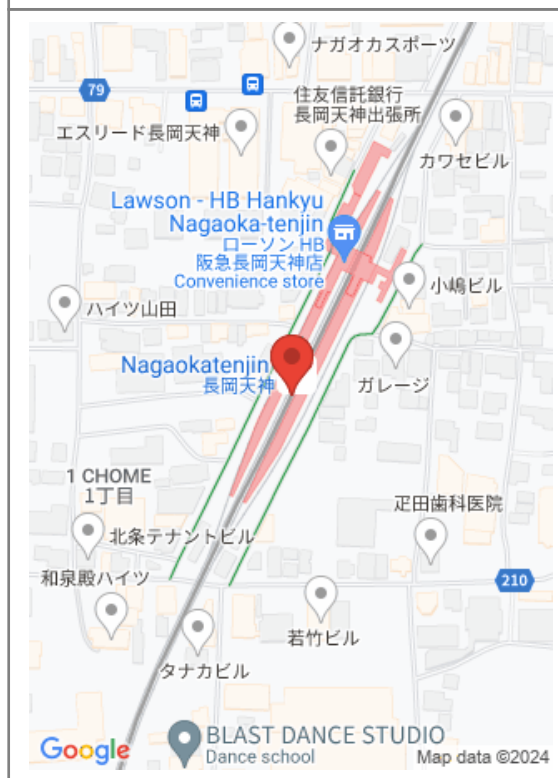 ナガオカスポーツ
79
住友信託銀行
長岡天神出張所
エスリード長岡天神
カワセビル
Lawson - HB Hankyu
Nagaoka-tenjin
ローソン HB
阪急長岡天神店
Convenience store
小嶋ビル
ハイツ山田
Nagaokatenjin
長岡天神
ガレージ
1 CHOME
1丁目
疋田歯科医院
北条テナントビル
和泉殿ハイツ
210
若竹ビル
タナカビル
BLAST DANCE STUDIO
Dance school
Google
Map data ©2024